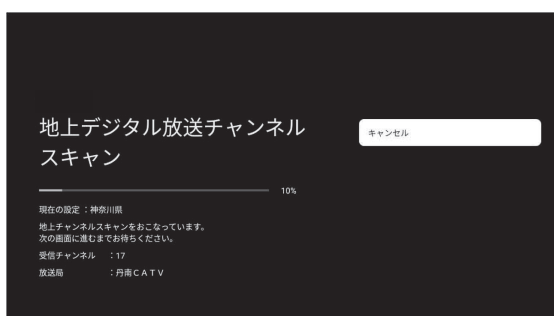 地上デジタル放送チャンネル
スキャン
キャンセル
10%
現在の設定 ：神奈川県
地上チャンネルスキャンをおこなっています。
次の画面に進むまでお待ちください。
受信チャンネル ：17
放送局 ：丹南ＣＡＴＶ